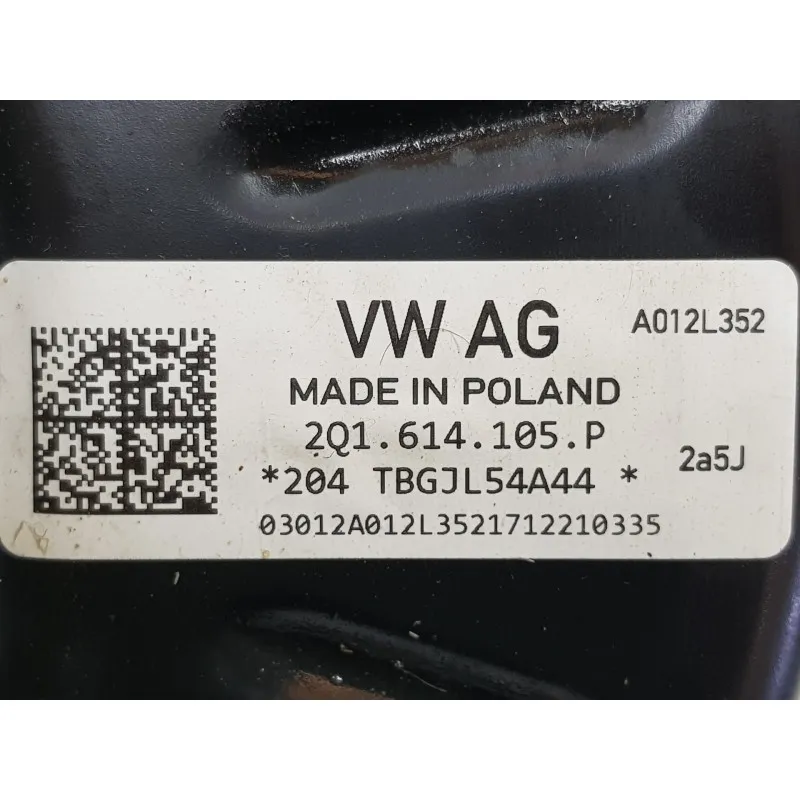 VW AG
A012L352
MADE IN POLAND
2Q1.614.105.P
2a5J
*204 TBGJL54A44 *
03012A012L3521712210335